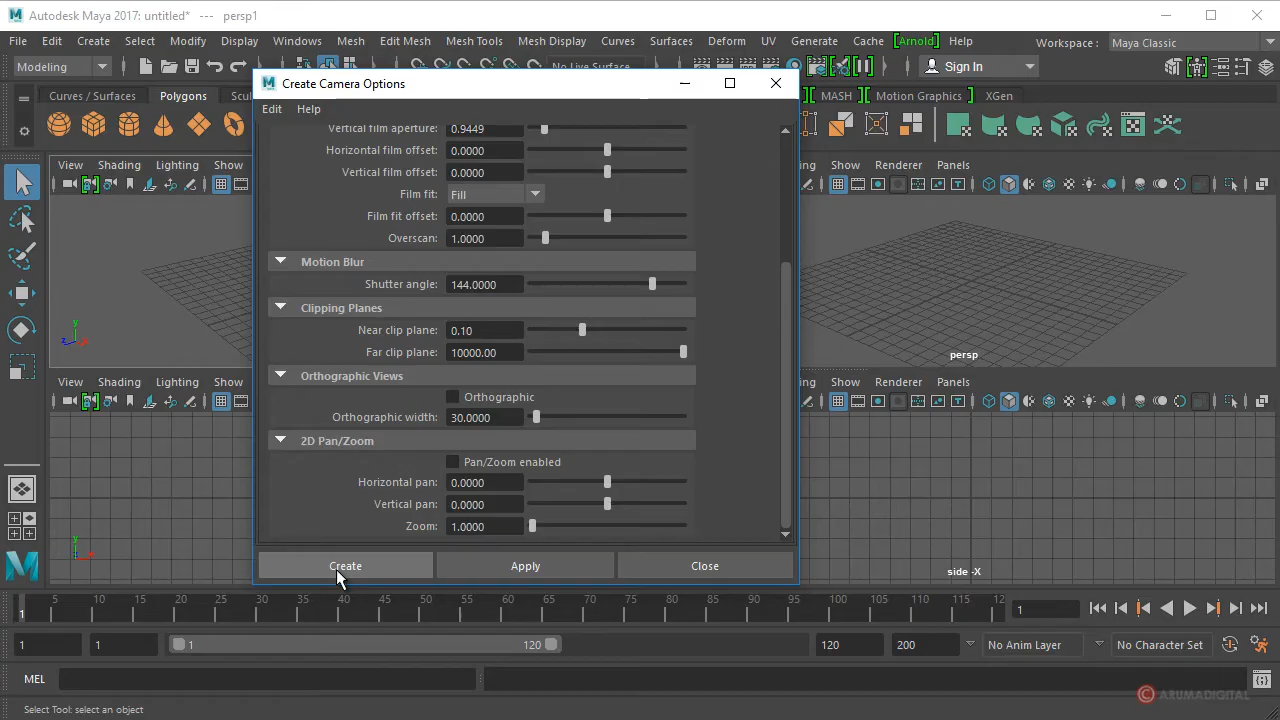 Autodesk Maya 2017: untitled* --- persp1
File Edit Create Select Modify Display Windows Mesh Edit Mesh Mesh Tools Mesh Display Curves Surfaces Deform UV Generate Cache [Arnold] Help Workspace: Maya Classic
Modeling No Live Surface Sign In
Curves / Surfaces Polygons MASH Motion Graphics XGen
Create Camera Options
Edit Help
View Shading Lighting Show
Show Renderer Panels
Vertical film aperture: 0.9449
Horizontal film offset: 0.0000
Vertical film offset: 0.0000
Film fit: Fill
Film fit offset: 0.0000
Overscan: 1.0000
Motion Blur
Shutter angle: 144.0000
Clipping Planes
Near clip plane: 0.10
Far clip plane: 10000.00
Orthographic Views
Orthographic
Orthographic width: 30.0000
2D Pan/Zoom
Pan/Zoom enabled
Horizontal pan: 0.0000
Vertical pan: 0.0000
Zoom: 1.0000
Create Apply Close
persp
View Shading Lighting Show
Show Renderer Panels
side -X
1 5 10 15 20 25 30 35 40 45 50 55 60 65 70 75 80 85 90 95 100 105 110 115 12 1
1 1 1 120 120 200 No Anim Layer No Character Set
MEL
Select Tool: select an object
© ARUMADIGITAL